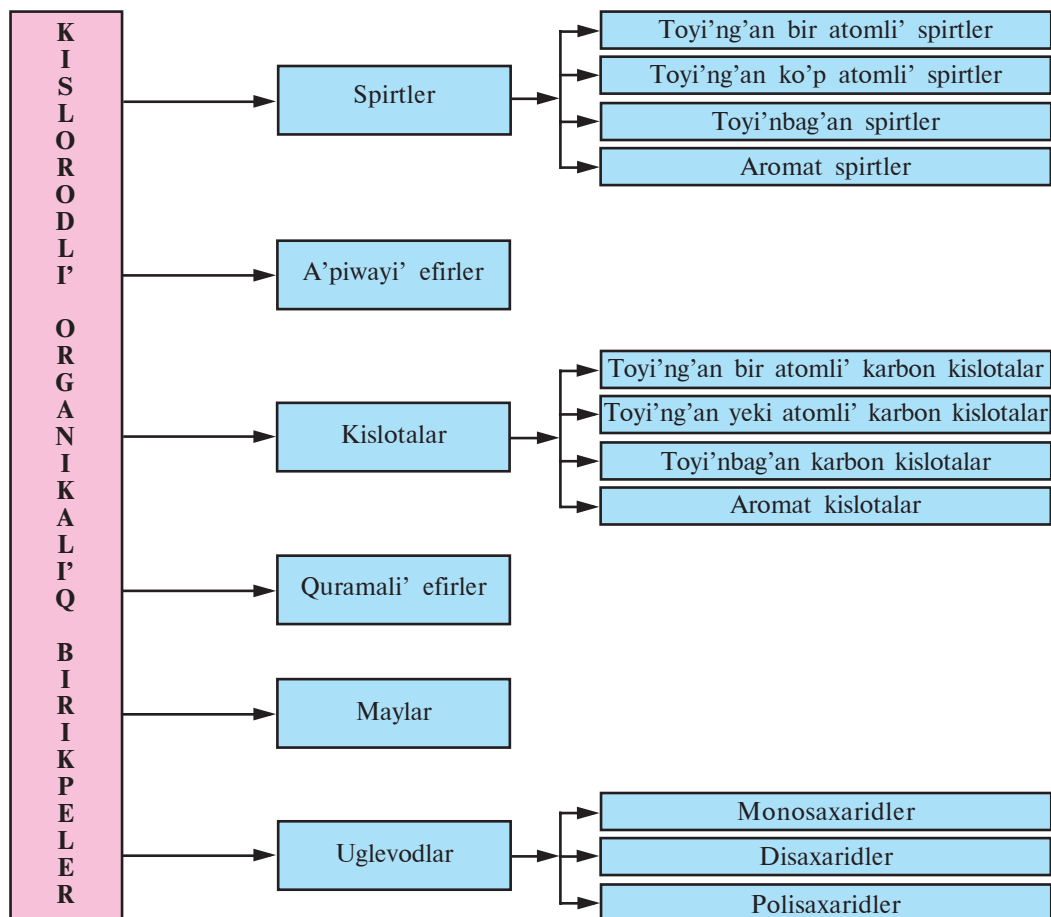 KISLORODLI’ ORGANIKALI’Q BIRIKPELER
Spirtler
Toyi’ng’an bir atomli’ spirtler
Toyi’ng’an ko’p atomli’ spirtler
Toyi’nbag’an spirtler
Aromat spirtler
A’piwayi’ efirler
Kislotalar
Toyi’ng’an bir atomli’ karbon kislotalar
Toyi’ng’an yeki atomli’ karbon kislotalar
Toyi’nbag’an karbon kislotalar
Aromat kislotalar
Quramali’ efirler
Maylar
Uglevodlar
Monosaxaridler
Disaxaridler
Polisaxaridler